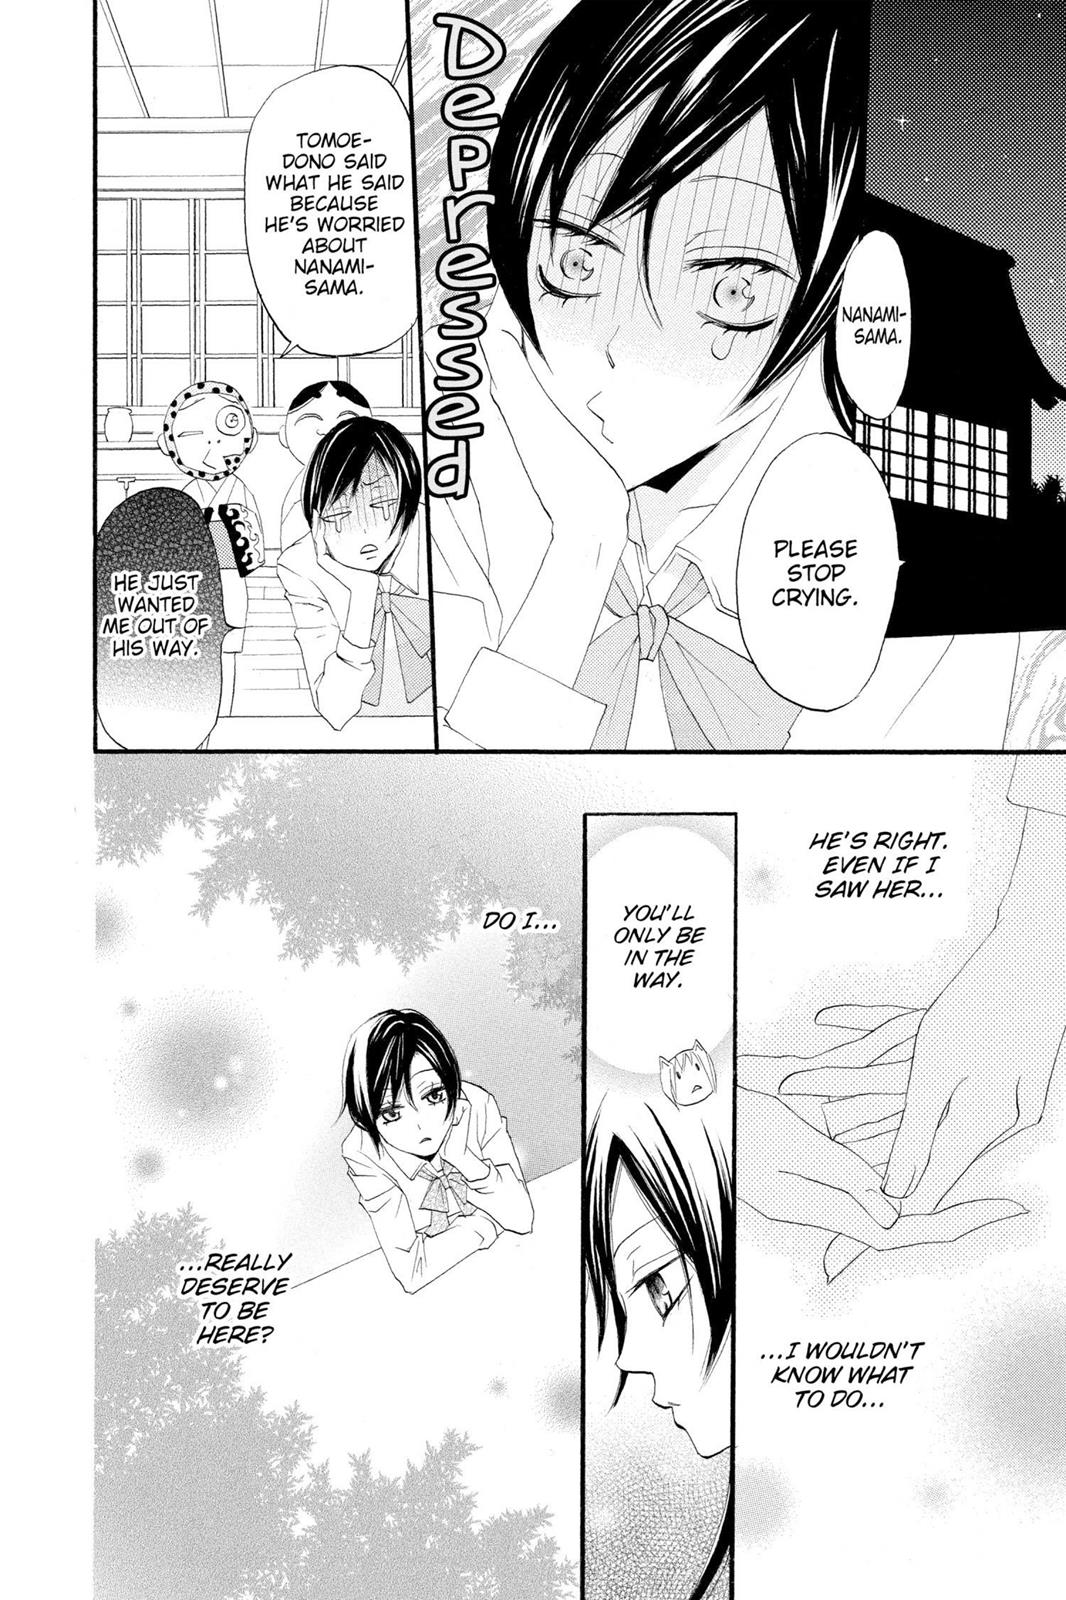 NANAMI-
SAMA.
PLEASE
STOP
CRYING.
Depressed
TOMOE-
DONO SAID
WHAT HE SAID
BECAUSE
HE'S WORRIED
ABOUT
NANAMI-
SAMA.
HE JUST
WANTED
ME OUT OF
HIS WAY.
HE'S RIGHT.
EVEN IF I
SAW HER...
...I WOULDN'T
KNOW WHAT
TO DO...
YOU'LL
ONLY BE
IN THE
WAY.
DO I...
...REALLY
DESERVE
TO BE
HERE?